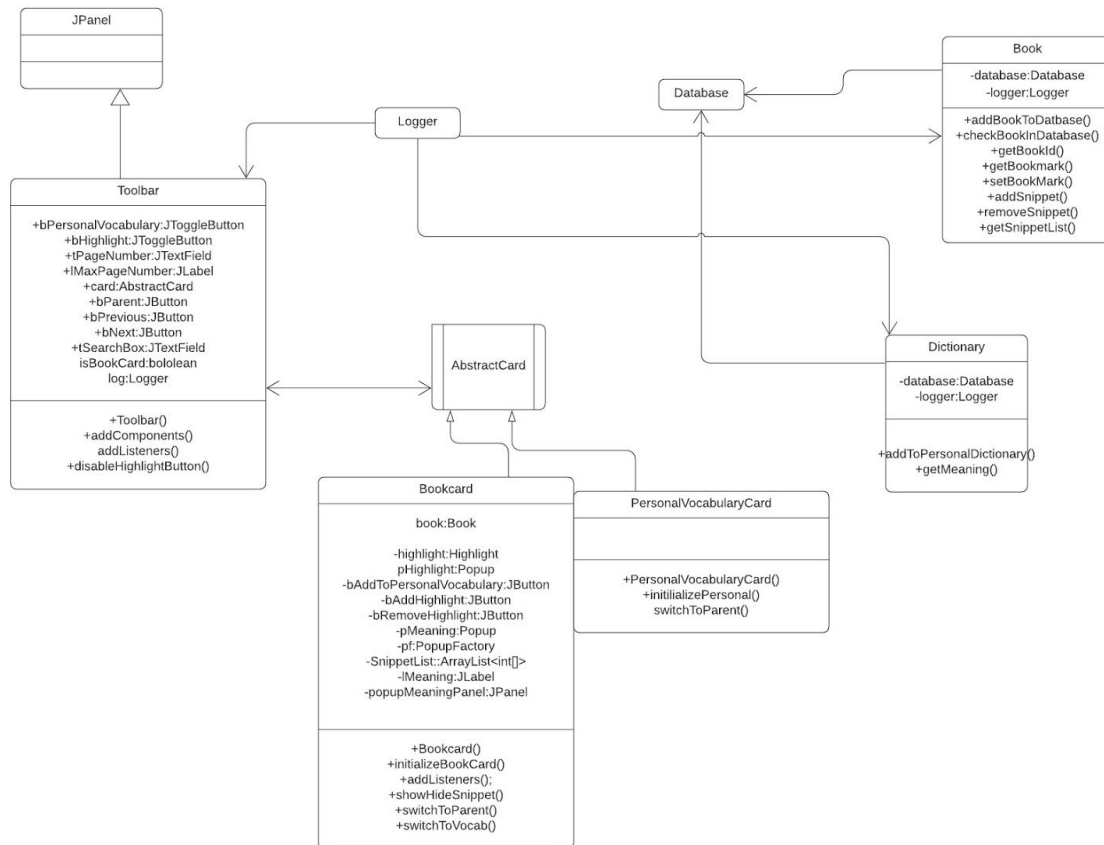 JPanel
Toolbar
+bPersonalVocabulary:JToggleButton
+bHighlight:JToggleButton
+tPageNumber:JTextField
+lMaxPageNumber:JLabel
+card:AbstractCard
+bParent:JButton
+bPrevious:JButton
+bNext:JButton
+tSearchBox:JTextField
isBookCard:bololean
log:Logger
+Toolbar()
+addComponents()
addListeners()
+disableHighlightButton()
Logger
Database
Book
-database:Database
-logger:Logger
+addBookToDatbase()
+checkBookInDatabase()
+getBookId()
+getBookmark()
+setBookMark()
+addSnippet()
+removeSnippet()
+getSnippetList()
AbstractCard
Dictionary
-database:Database
-logger:Logger
+addToPersonalDictionary()
+getMeaning()
Bookcard
book:Book
-highlight:Highlight
pHighlight:Popup
-bAddToPersonalVocabulary:JButton
-bAddHighlight:JButton
-bRemoveHighlight:JButton
-pMeaning:Popup
-pf:PopupFactory
-SnippetList::ArrayList<int[]>
-lMeaning:JLabel
-popupMeaningPanel:JPanel
+Bookcard()
+initializeBookCard()
+addListeners();
+showHideSnippet()
+switchToParent()
+switchToVocab()
PersonalVocabularyCard
+PersonalVocabularyCard()
+initilializePersonal()
switchToParent()